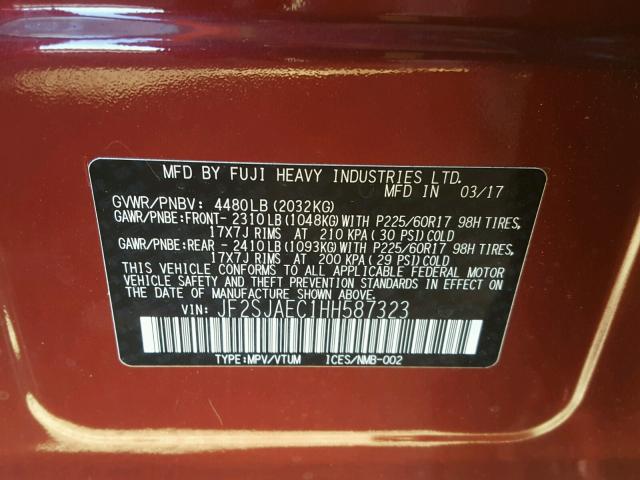 MFD BY FUJI HEAVY INDUSTRIES LTD.
MFD IN 03/17
GVWR/PNBV: 4480LB(2032KG)
GAWR/PNBE:FRONT-2310LB(1048KG)WITH P225/60R17 98H TIRES,
17X7J RIMS AT 210 KPA(30 PSI)COLD
GAWR/PNBE:REAR -2410LB(1093KG)WITH P225/60R17 98H TIRES,
17X7J RIMS AT 200 KPA(29 PSI)COLD
THIS VEHICLE CONFORMS TO ALL APPLICABLE FEDERAL MOTOR
VEHICLE SAFETY AND THEFT PREVENTION STANDARDS IN EFFECT
ON THE DATE OF MANUFACTURE SHOWN ABOVE.
VIN: JF2SJAEC1HH587323
TYPE:MPV/VTUM ICES/NMB-002